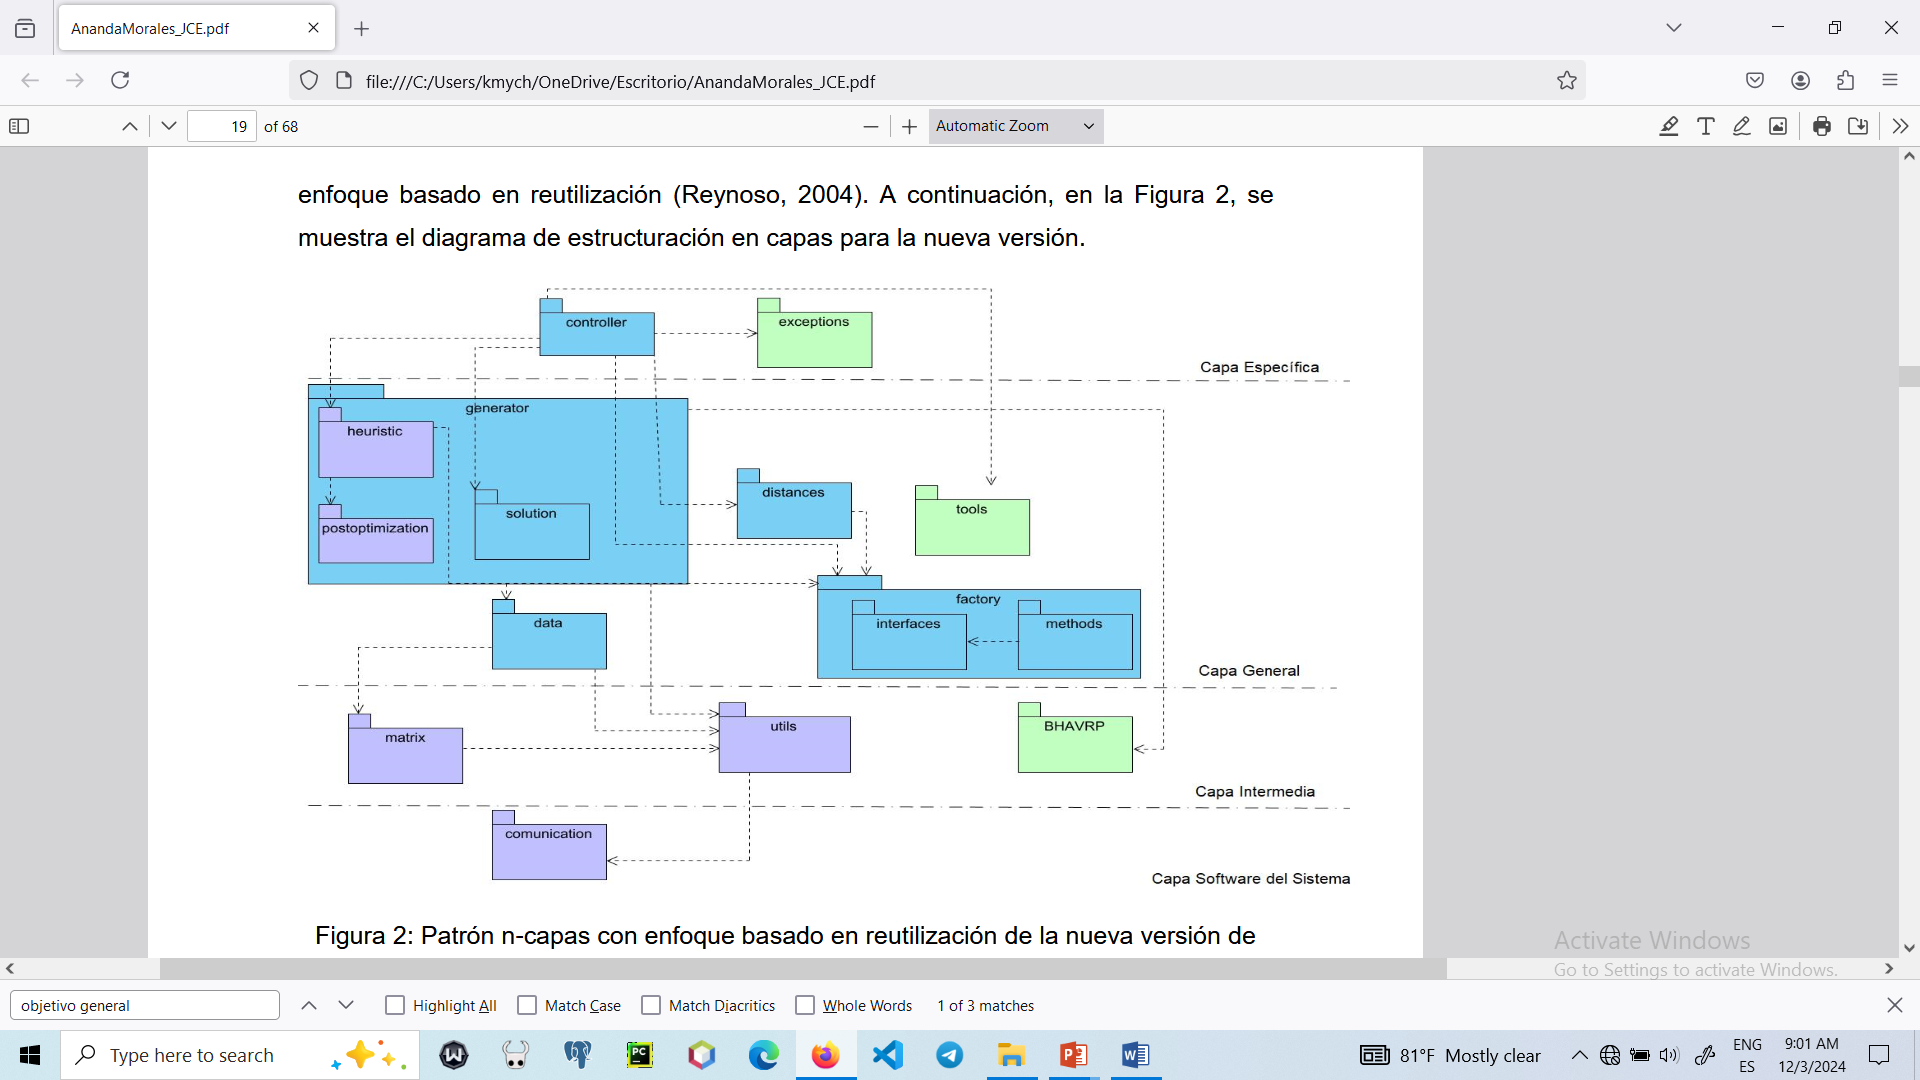 AnandaMorales_JCE.pdf
file:///C:/Users/kmych/OneDrive/Escritorio/AnandaMorales_JCE.pdf
19 of 68
Automatic Zoom
enfoque basado en reutilización (Reynoso, 2004). A continuación, en la Figura 2, se
muestra el diagrama de estructuración en capas para la nueva versión.
controller
exceptions
Capa Específica
generator
heuristic
distances
tools
solution
postoptimization
factory
data
interfaces
methods
Capa General
matrix
utils
BHAVRP
Capa Intermedia
comunication
Capa Software del Sistema
Figura 2: Patrón n-capas con enfoque basado en reutilización de la nueva versión de
Activate Windows
Go to Settings to activate Windows.
objetivo general
Highlight All
Match Case
Match Diacritics
Whole Words
1 of 3 matches
Type here to search
PC
81°F Mostly clear
ENG
ES
9:01 AM
12/3/2024